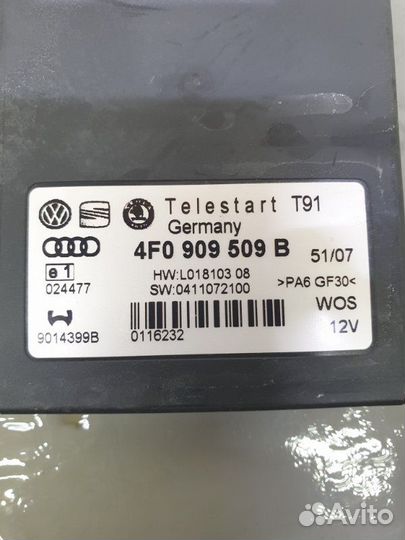 Telestart T91
Germany
4F0 909 509 B 51/07
e1
024477
HW:L018103 08
SW:0411072100
>PA6 GF30<
WOS
9014399B
0116232
12V
Avito